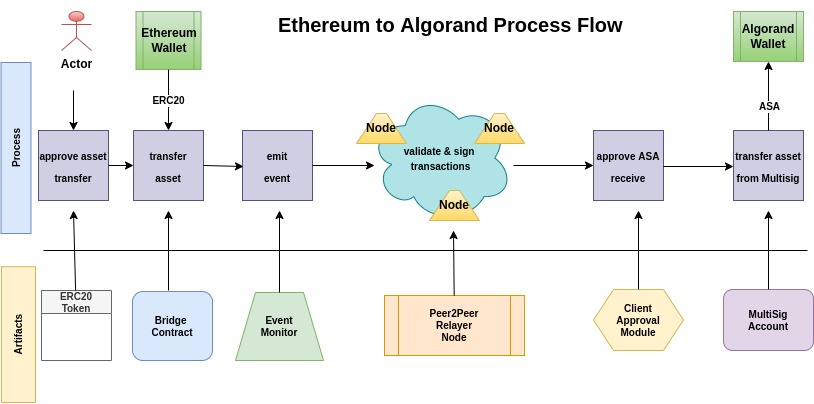 Ethereum to Algorand Process Flow
Actor
Ethereum
Wallet
Algorand
Wallet
ERC20
ASA
Process
approve asset
transfer
transfer
asset
emit
event
Node
Node
validate & sign
transactions
Node
approve ASA
receive
transfer asset
from Multisig
Artifacts
ERC20
Token
Bridge
Contract
Event
Monitor
Peer2Peer
Relayer
Node
Client
Approval
Module
MultiSig
Account